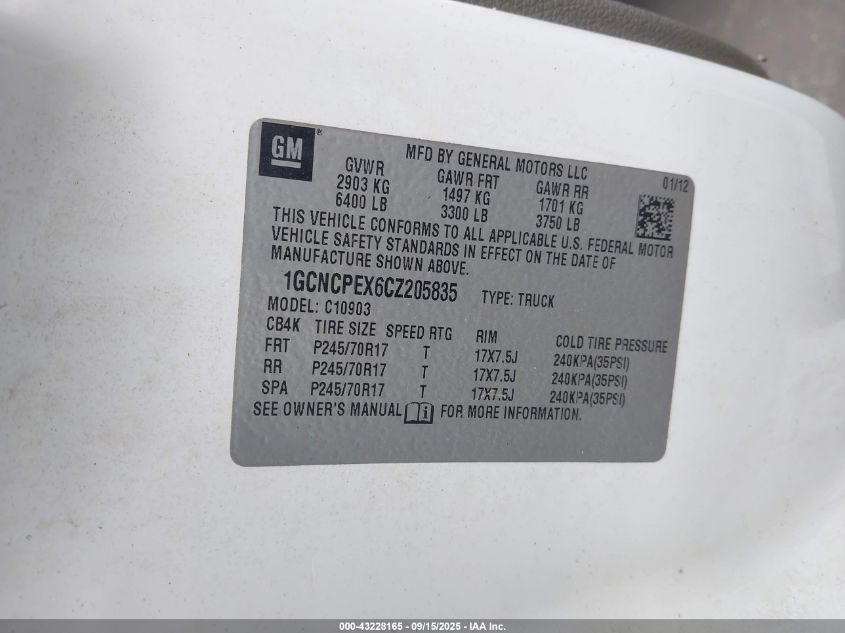 GM
MFD BY GENERAL MOTORS LLC
GVWR GAWR FRT GAWR RR 01/12
2903 KG 1497 KG 1701 KG
6400 LB 3300 LB 3750 LB
THIS VEHICLE CONFORMS TO ALL APPLICABLE U.S. FEDERAL MOTOR
VEHICLE SAFETY STANDARDS IN EFFECT ON THE DATE OF
MANUFACTURE SHOWN ABOVE.
1GCNCPEX6CZ205835 TYPE: TRUCK
MODEL: C10903
CB4K TIRE SIZE SPEED RTG RIM COLD TIRE PRESSURE
FRT P245/70R17 T 17X7.5J 240KPA(35PSI)
RR P245/70R17 T 17X7.5J 240KPA(35PSI)
SPA P245/70R17 T 17X7.5J 240KPA(35PSI)
SEE OWNER'S MANUAL FOR MORE INFORMATION.
000-43228165 - 09/15/2025 - IAA Inc.